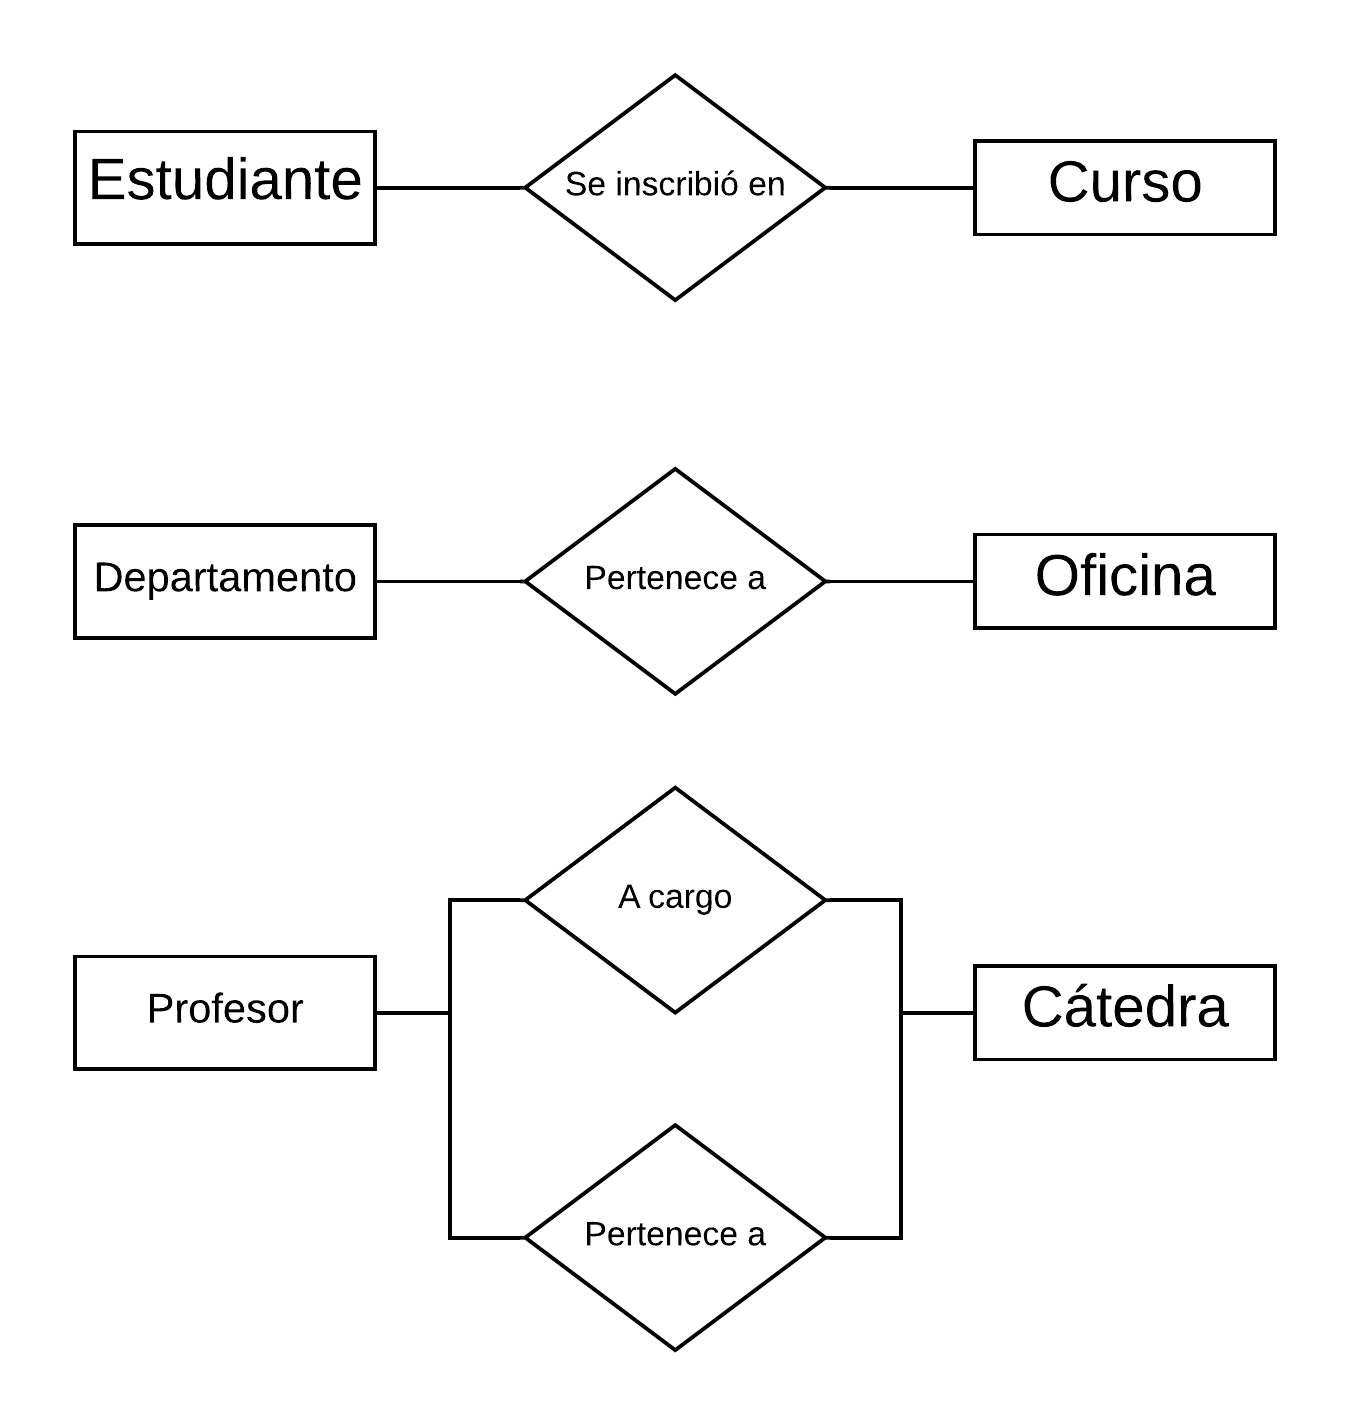 Estudiante
Se inscribió en
Curso
Departamento
Pertenece a
Oficina
A cargo
Profesor
Cátedra
Pertenece a